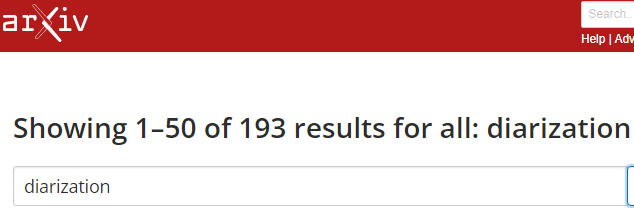 arXiv
Search...
Help | Adv
Showing 1–50 of 193 results for all: diarization
diarization